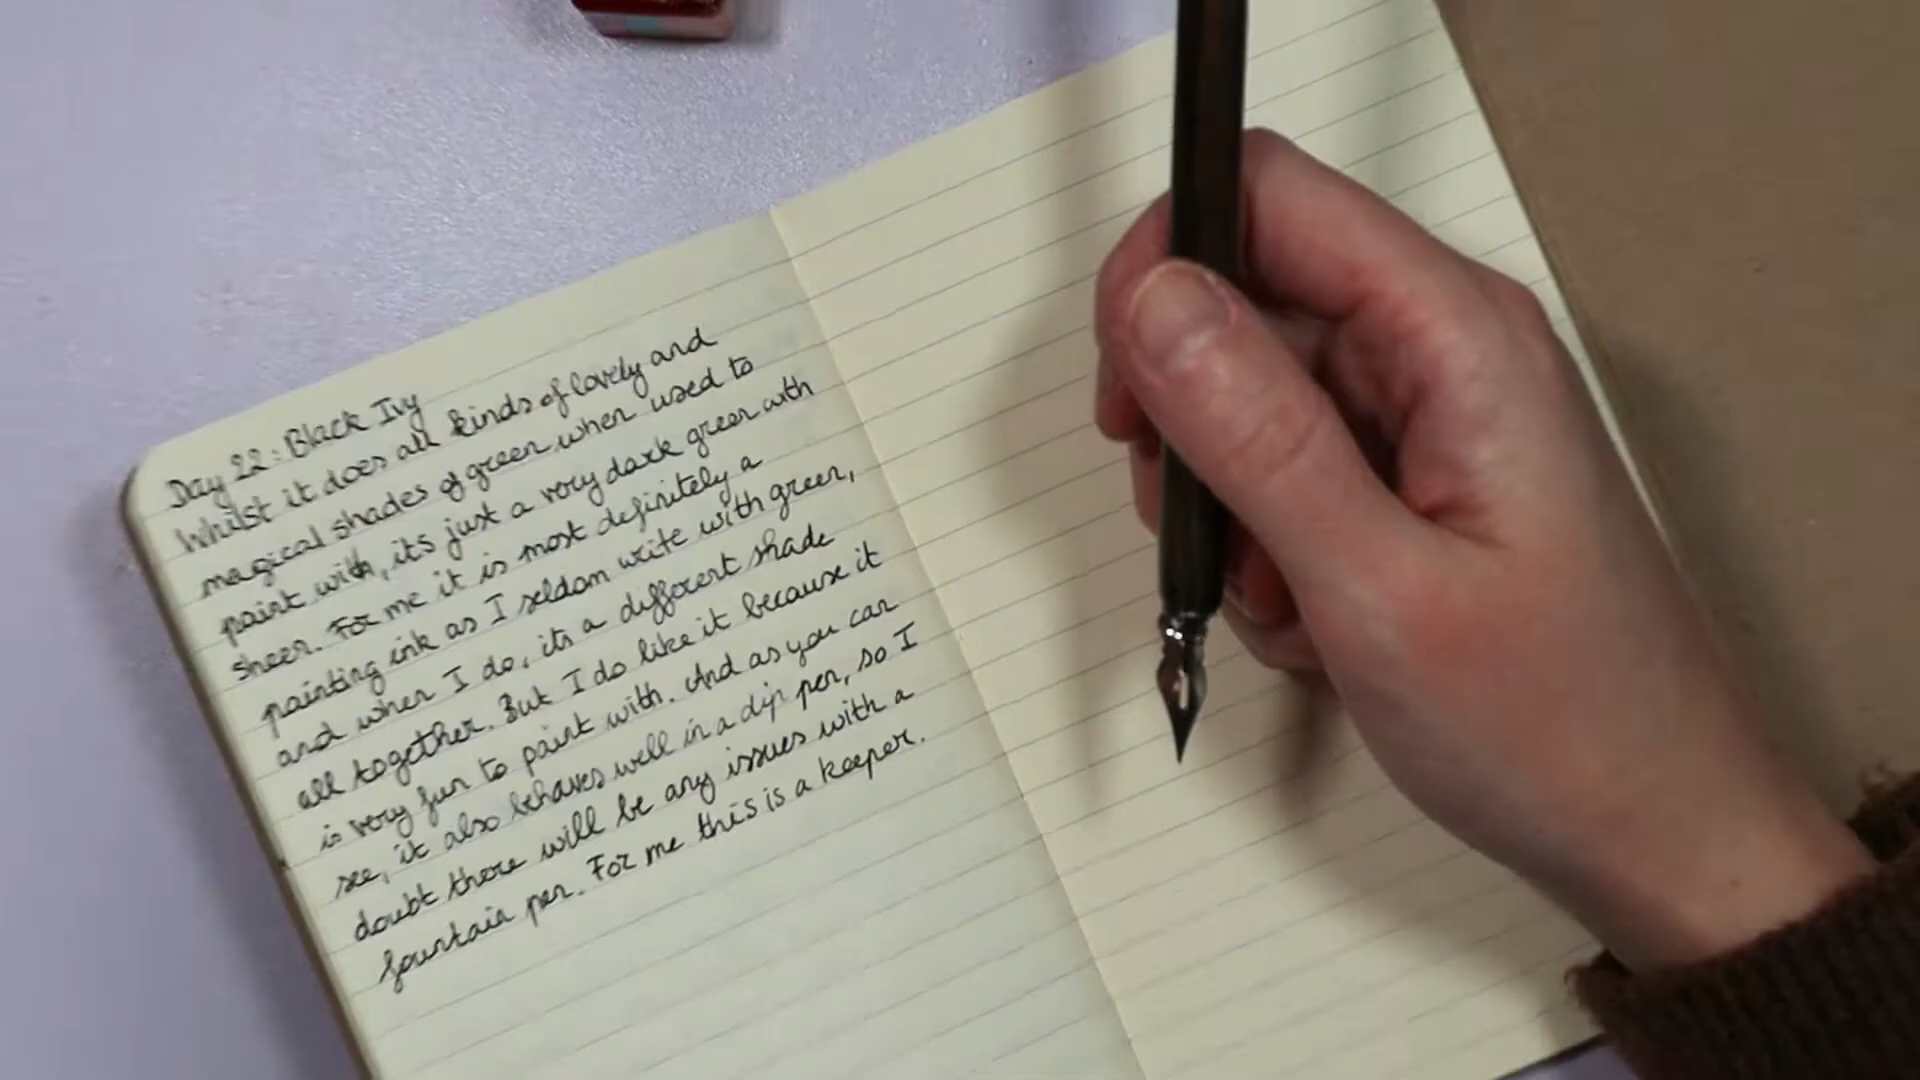 Day 22: Black Ivy
Whilst it does all kinds of lovely and
magical shades of green when used to
paint with, its just a very dark green with
sheer. For me it is most definitely a
painting ink as I seldom write with green,
and when I do, its a different shade
all together. But I do like it because it
is very fun to paint with. And as you can
see, it also behaves well in a dip pen, so I
doubt there will be any issues with a
fountain pen. For me this is a keeper.